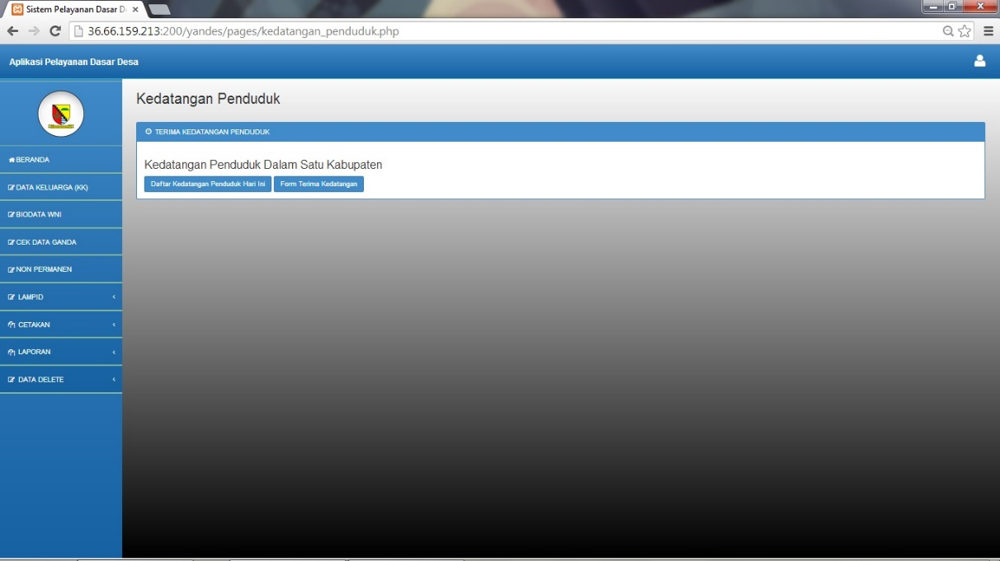 Sistem Pelayanan Dasar D
36.66.159.213:200/yandes/pages/kedatangan_penduduk.php
Aplikasi Pelayanan Dasar Desa
Kedatangan Penduduk
TERIMA KEDATANGAN PENDUDUK
Kedatangan Penduduk Dalam Satu Kabupaten
Daftar Kedatangan Penduduk Hari Ini Form Terima Kedatangan
BERANDA
DATA KELUARGA (KK)
BIODATA WNI
CEK DATA GANDA
NON PERMANEN
LAMPID
CETAKAN
LAPORAN
DATA DELETE